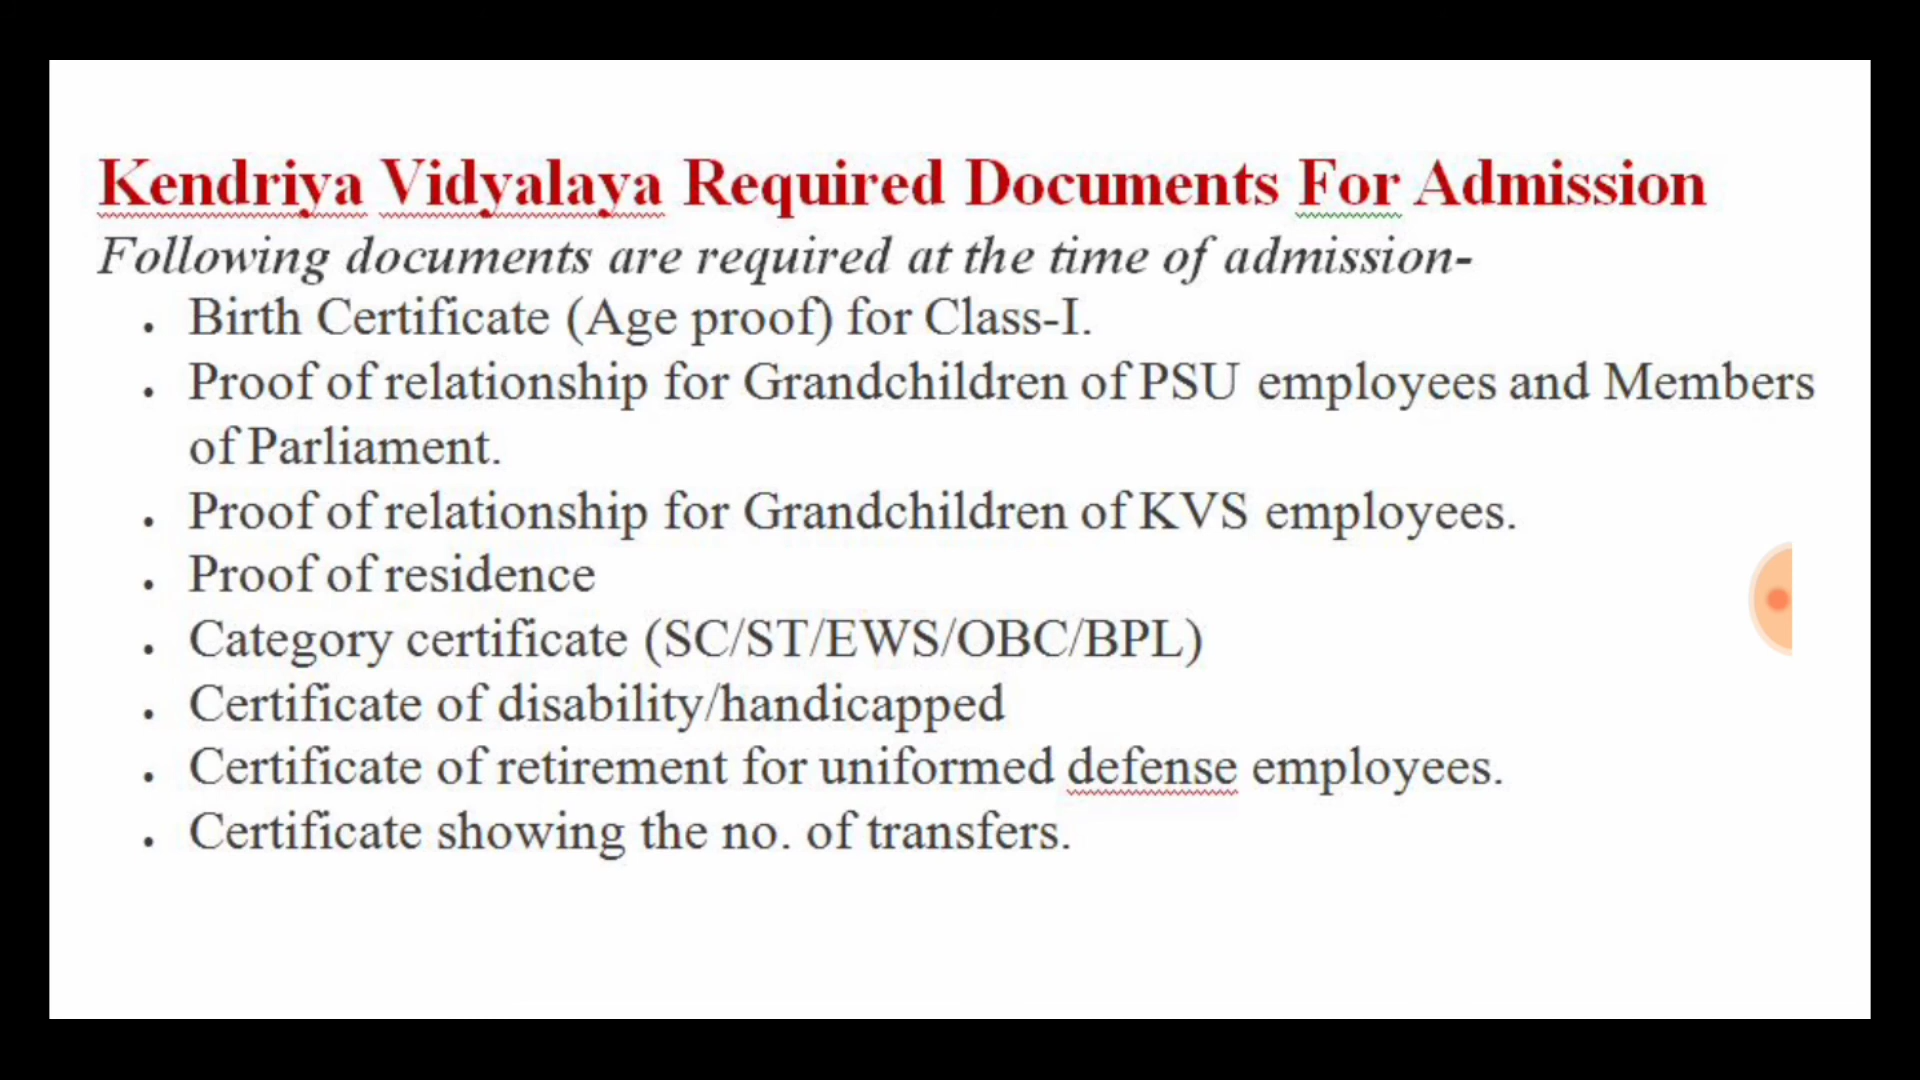 Kendriya Vidyalaya Required Documents For Admission
Following documents are required at the time of admission-
• Birth Certificate (Age proof) for Class-I.
• Proof of relationship for Grandchildren of PSU employees and Members
of Parliament.
• Proof of relationship for Grandchildren of KVS employees.
• Proof of residence
• Category certificate (SC/ST/EWS/OBC/BPL)
• Certificate of disability/handicapped
• Certificate of retirement for uniformed defense employees.
• Certificate showing the no. of transfers.